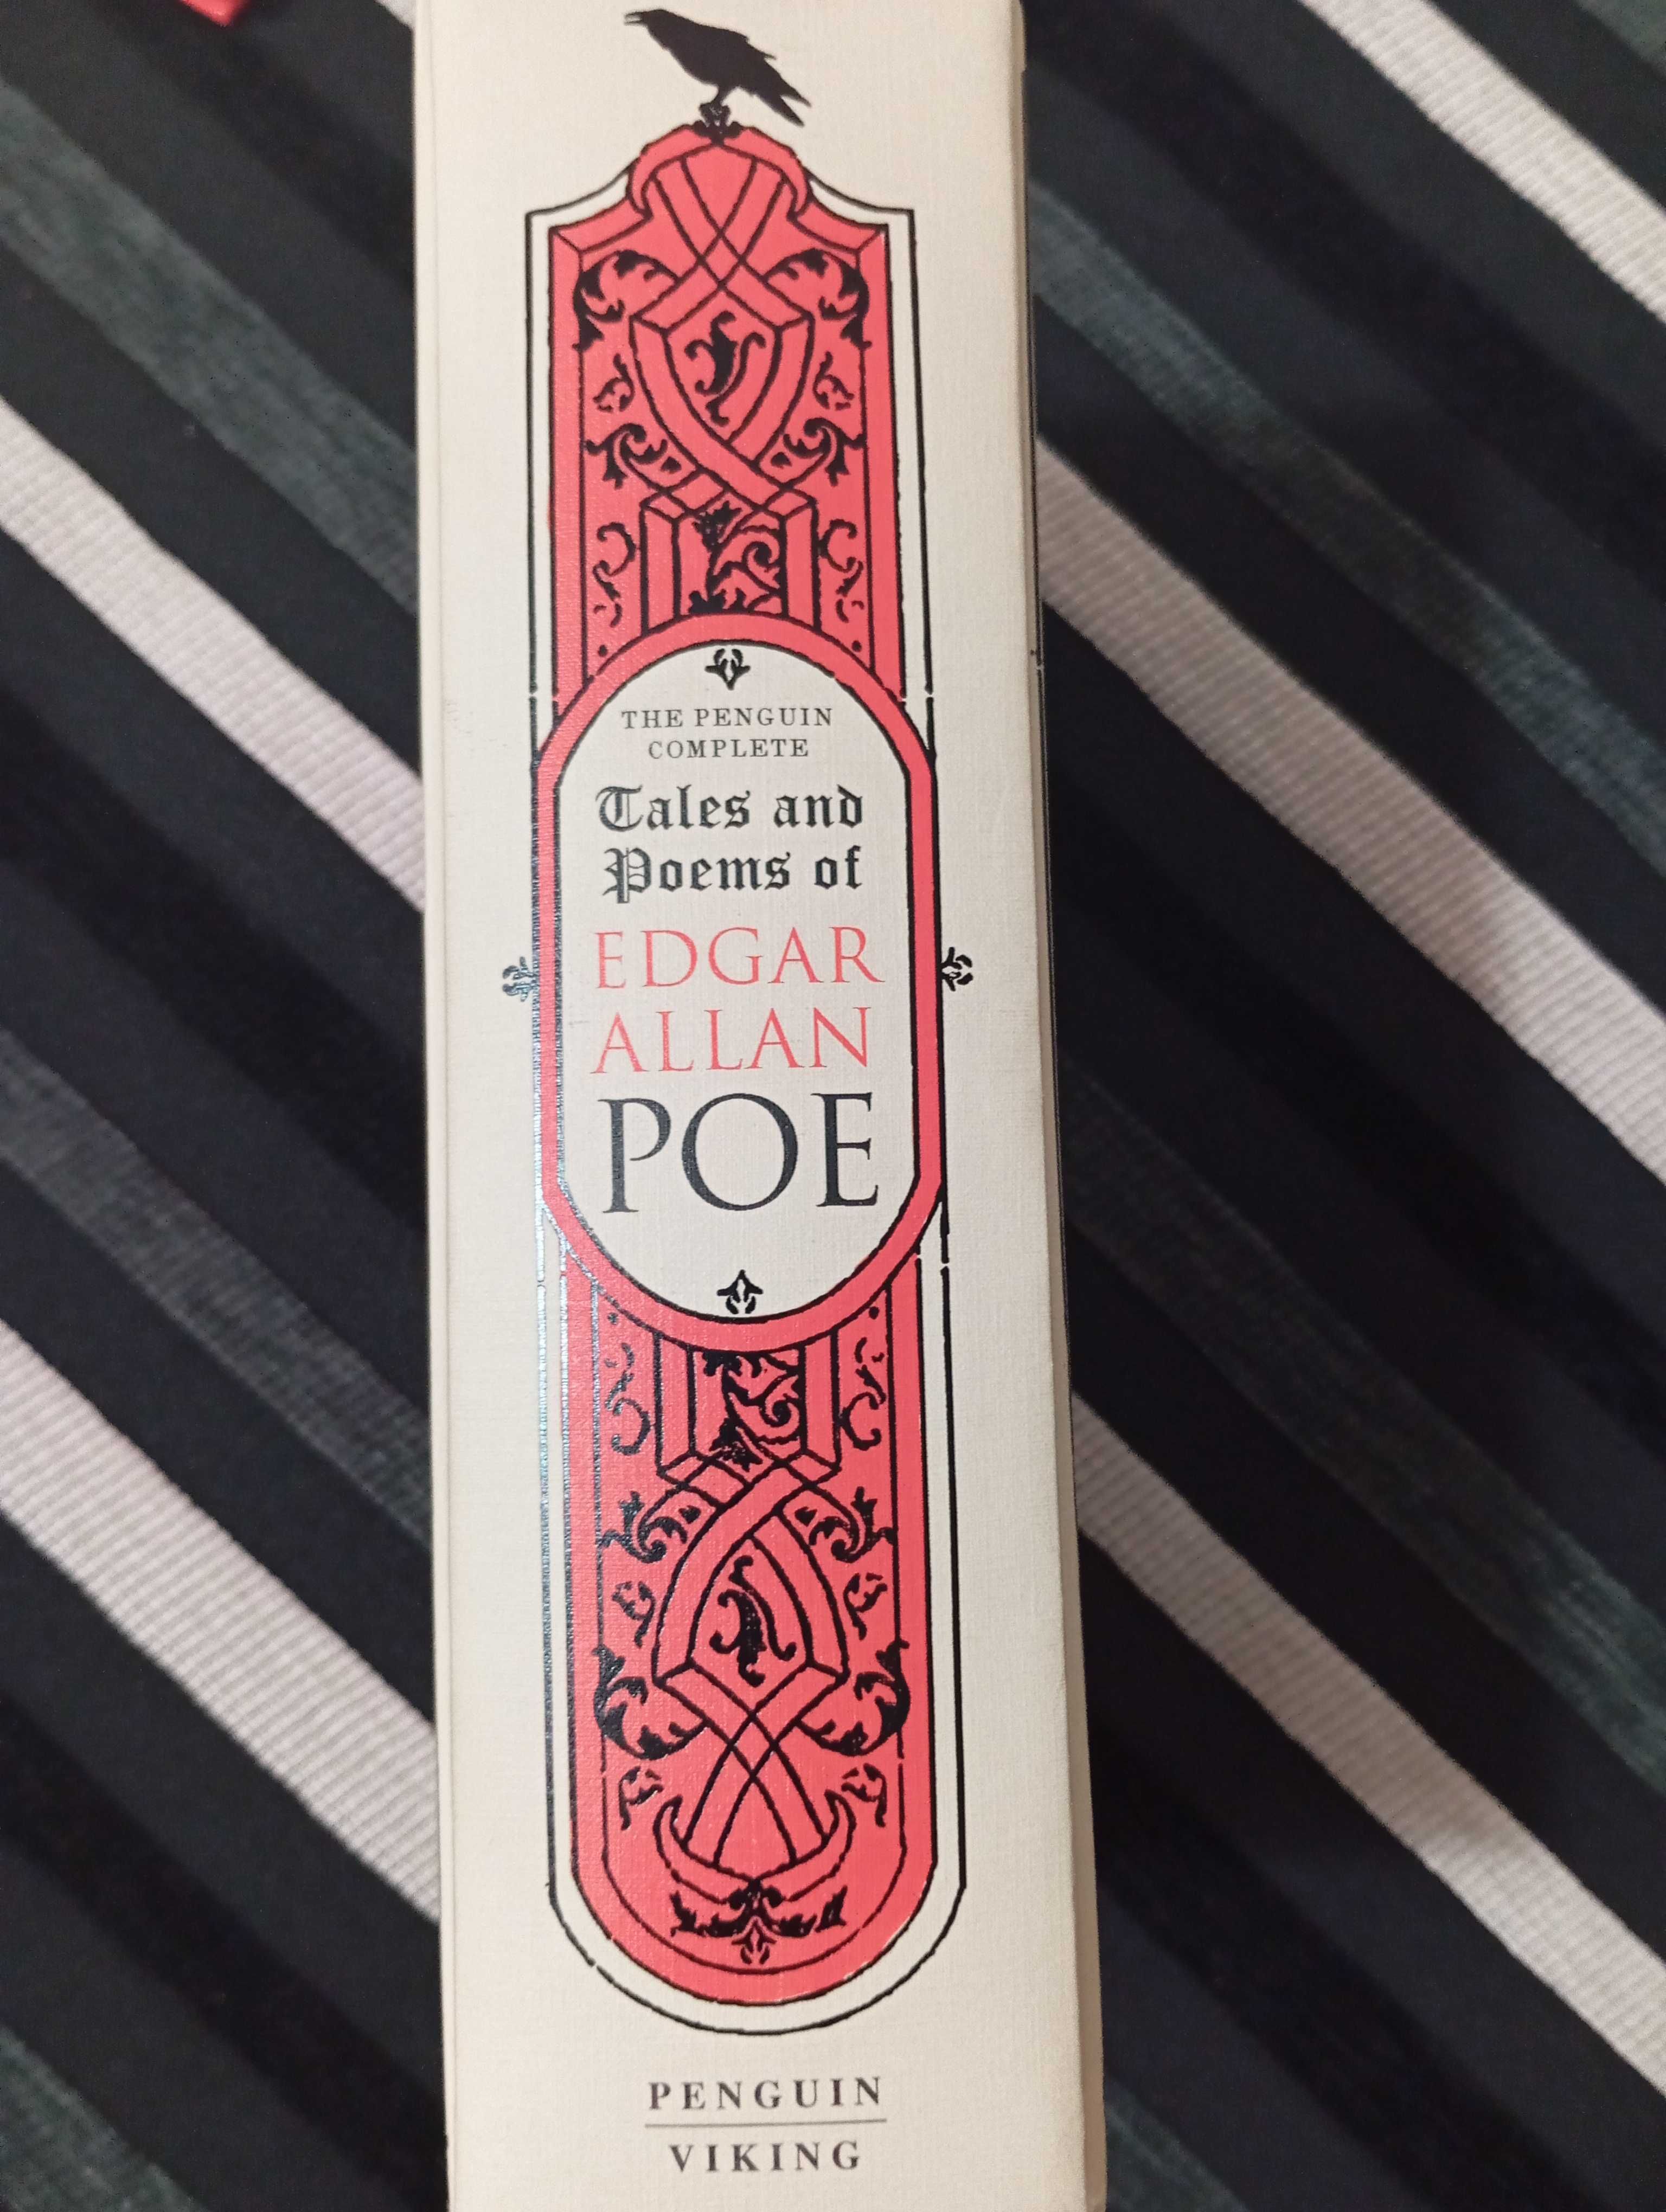 THE PENGUIN
COMPLETE
Tales and
Poems of
EDGAR
ALLAN
POE
PENGUIN
VIKING